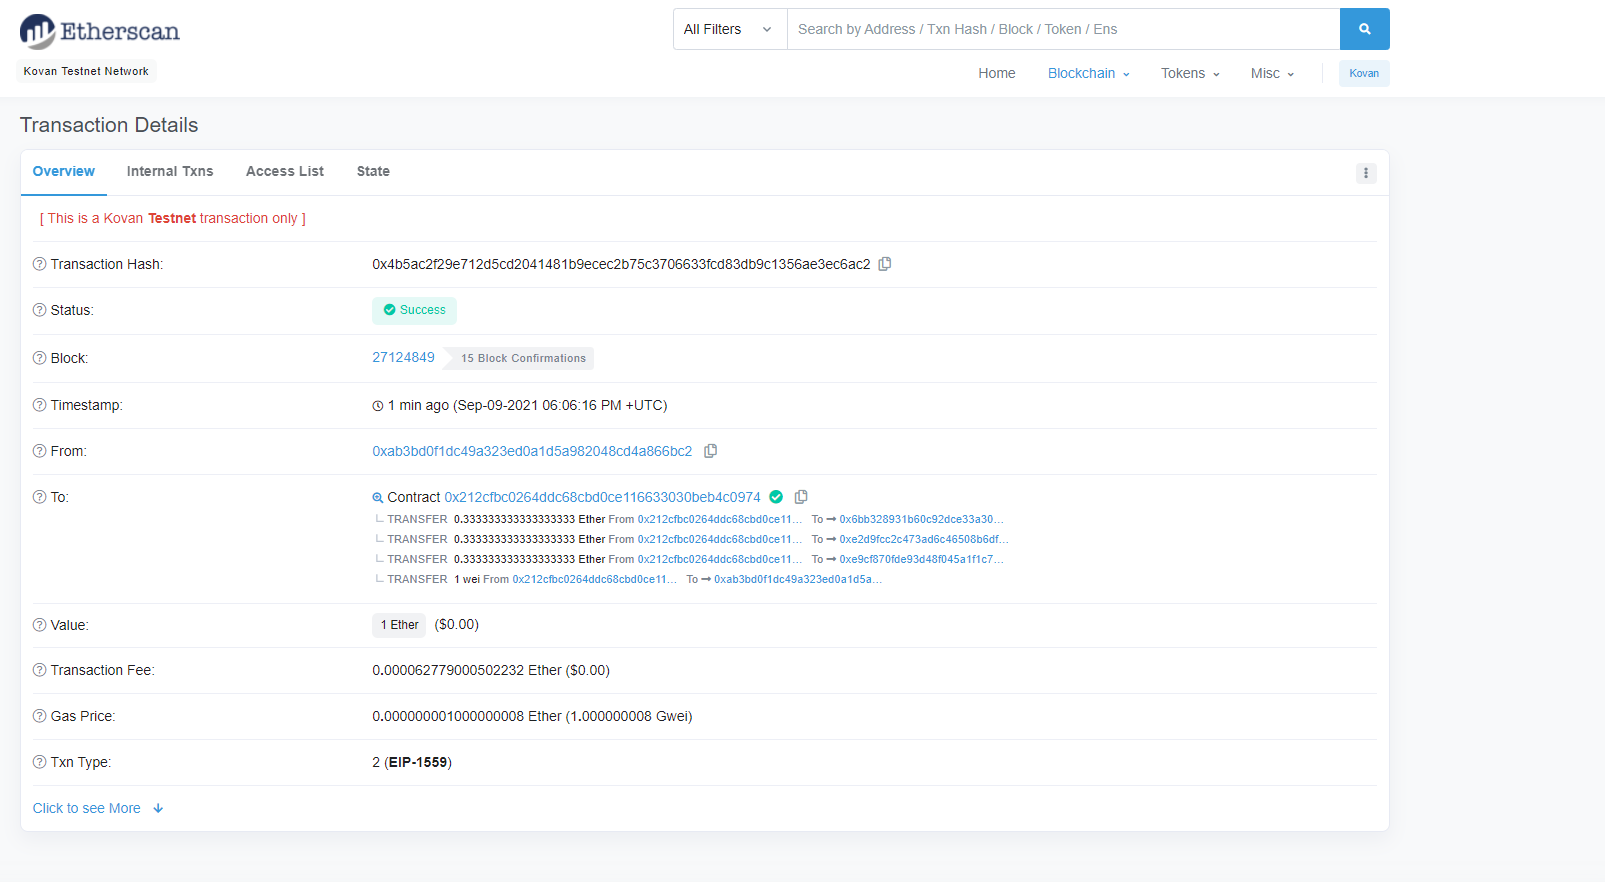 Etherscan
All Filters
Search by Address / Txn Hash / Block / Token / Ens
Kovan Testnet Network
Home Blockchain Tokens Misc Kovan
Transaction Details
Overview Internal Txns Access List State
[ This is a Kovan Testnet transaction only ]
Transaction Hash: 0x4b5ac2f29e712d5cd2041481b9ecec2b75c3706633fcd83db9c1356ae3ec6ac2
Status: Success
Block: 27124849 15 Block Confirmations
Timestamp: 1 min ago (Sep-09-2021 06:06:16 PM +UTC)
From: 0xab3bd0f1dc49a323ed0a1d5a982048cd4a866bc2
To: Contract 0x212cfbc0264ddc68cbd0ce116633030beb4c0974
TRANSFER 0.333333333333333333 Ether From 0x212cfbc0264ddc68cbd0ce11... To → 0x6bb328931b60c92dce33a30...
TRANSFER 0.333333333333333333 Ether From 0x212cfbc0264ddc68cbd0ce11... To → 0xe2d9fcc2c473ad6c46508b6df...
TRANSFER 0.333333333333333333 Ether From 0x212cfbc0264ddc68cbd0ce11... To → 0xe9cf870fde93d48f045a1f1c7...
TRANSFER 1 wei From 0x212cfbc0264ddc68cbd0ce11... To → 0xab3bd0f1dc49a323ed0a1d5a...
Value: 1 Ether ($0.00)
Transaction Fee: 0.000062779000502232 Ether ($0.00)
Gas Price: 0.000000001000000008 Ether (1.000000008 Gwei)
Txn Type: 2 (EIP-1559)
Click to see More